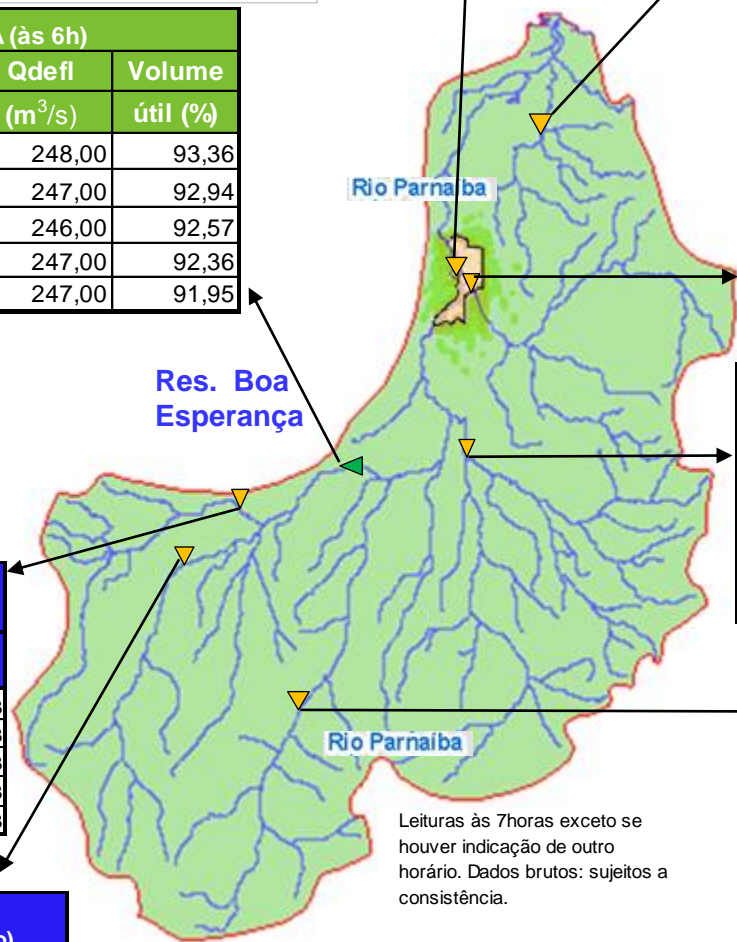 A (às 6h)
Qdefl Volume
(m³/s) útil (%)
248,00 93,36
247,00 92,94
246,00 92,57
247,00 92,36
247,00 91,95
Rio Parnaíba
Res. Boa
Esperança
Rio Parnaíba
Leituras às 7horas exceto se
houver indicação de outro
horário. Dados brutos: sujeitos a
consistência.